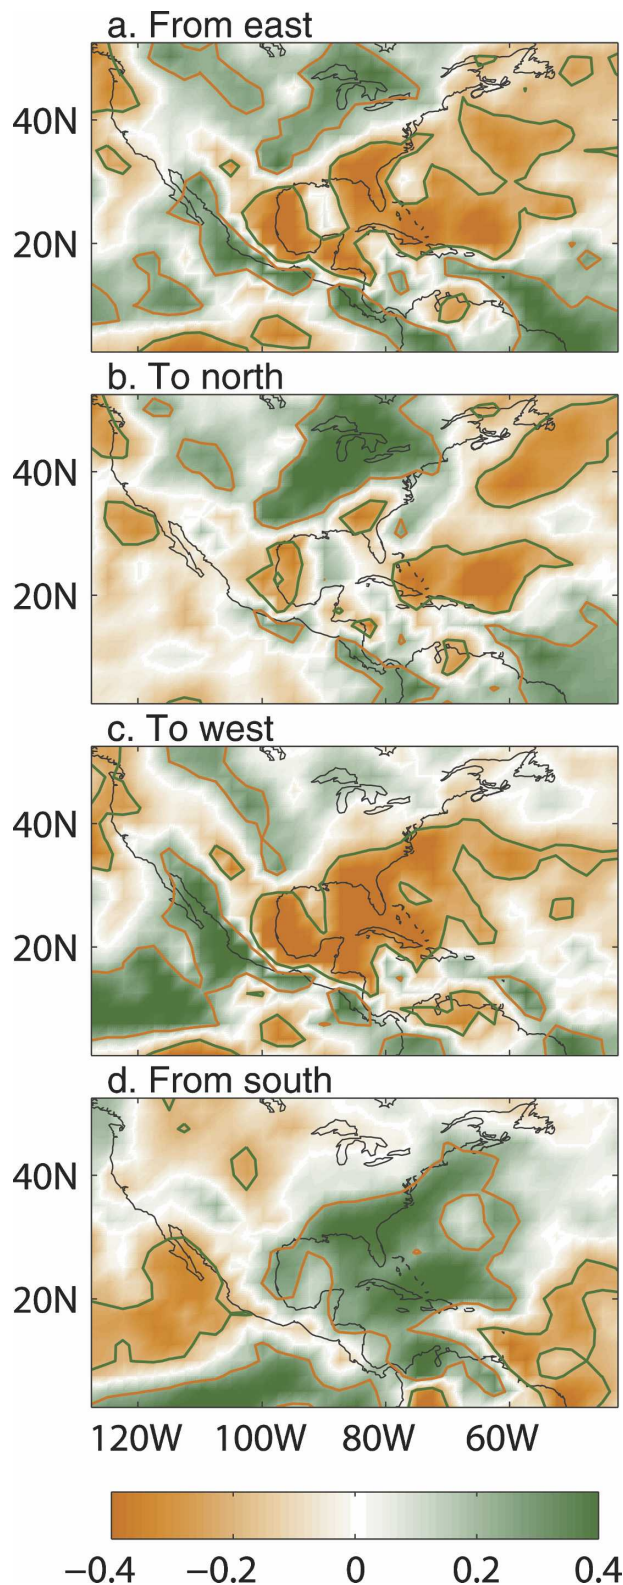 a. From east
40N
20N
b. To north
40N
20N
c. To west
40N
20N
d. From south
40N
20N
120W 100W 80W 60W
−0.4 −0.2 0 0.2 0.4